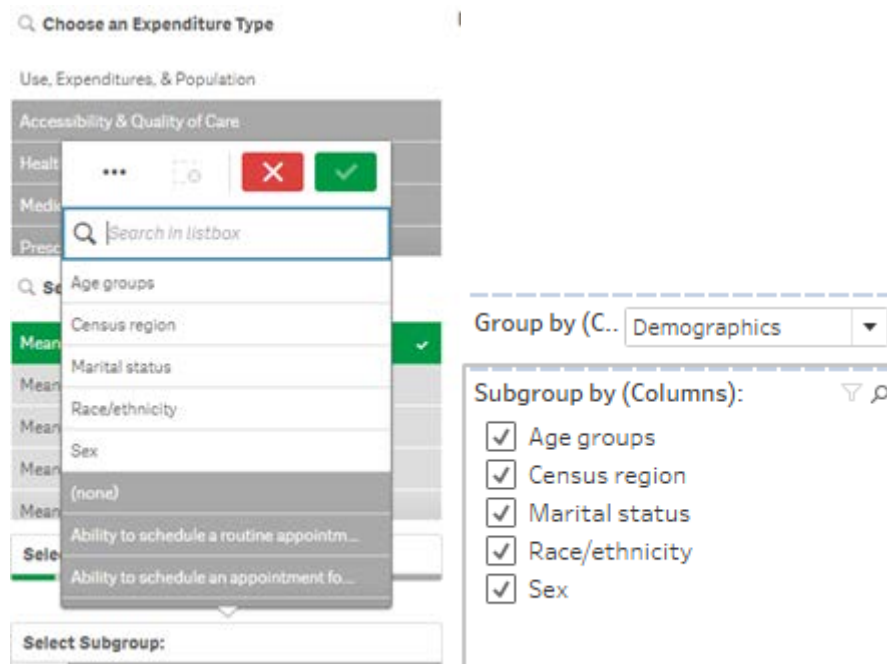 Choose an Expenditure Type
Use, Expenditures, & Population
Accessibility & Quality of Care
Healt
Medi
Presc
Search in listbox
Age groups
Census region
Marital status
Race/ethnicity
Sex
(none)
Ability to schedule a routine appointm...
Ability to schedule an appointment fo...
Se
Mean
Mean
Mean
Mean
Mean
Sele
Select Subgroup:
Group by (C..
Demographics
Subgroup by (Columns):
Age groups
Census region
Marital status
Race/ethnicity
Sex